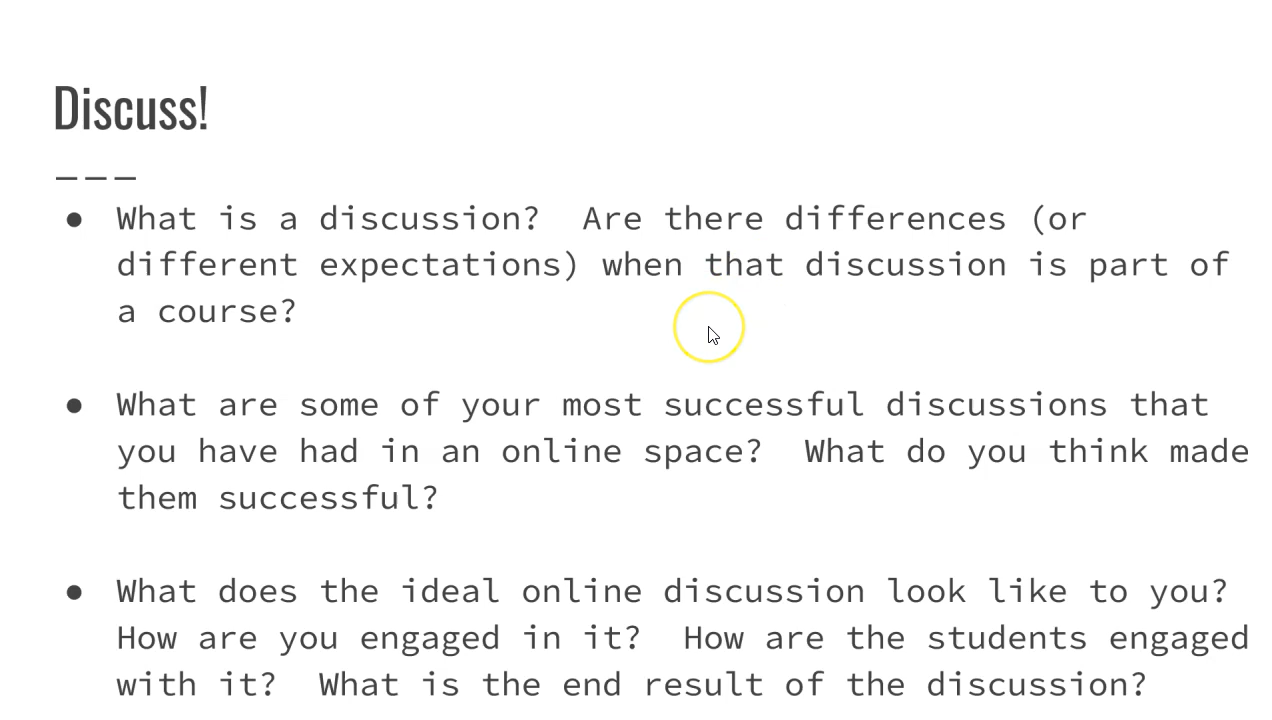 Discuss!
___
● What is a discussion?  Are there differences (or
different expectations) when that discussion is part of
a course?
● What are some of your most successful discussions that
you have had in an online space?  What do you think made
them successful?
● What does the ideal online discussion look like to you?
How are you engaged in it?  How are the students engaged
with it?  What is the end result of the discussion?